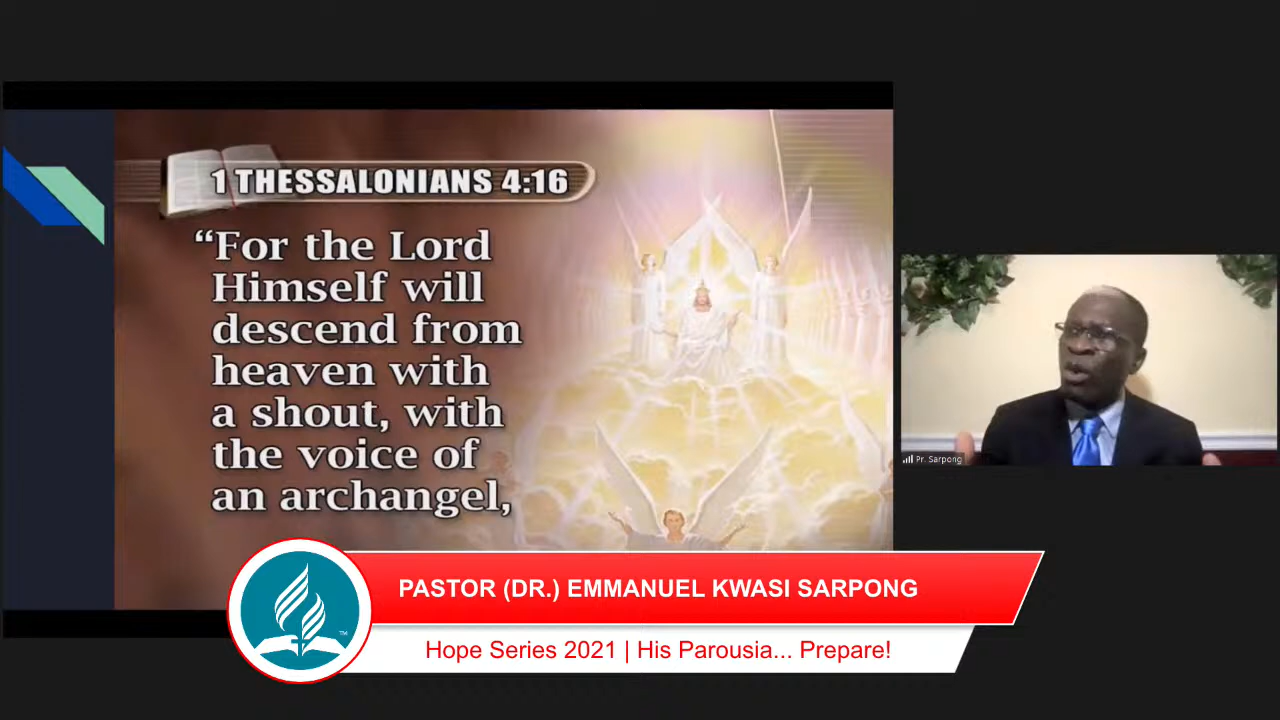 1 THESSALONIANS 4:16
“For the Lord
Himself will
descend from
heaven with
a shout, with
the voice of
an archangel,
Pr. Sarpong
PASTOR (DR.) EMMANUEL KWASI SARPONG
Hope Series 2021 | His Parousia... Prepare!
TM